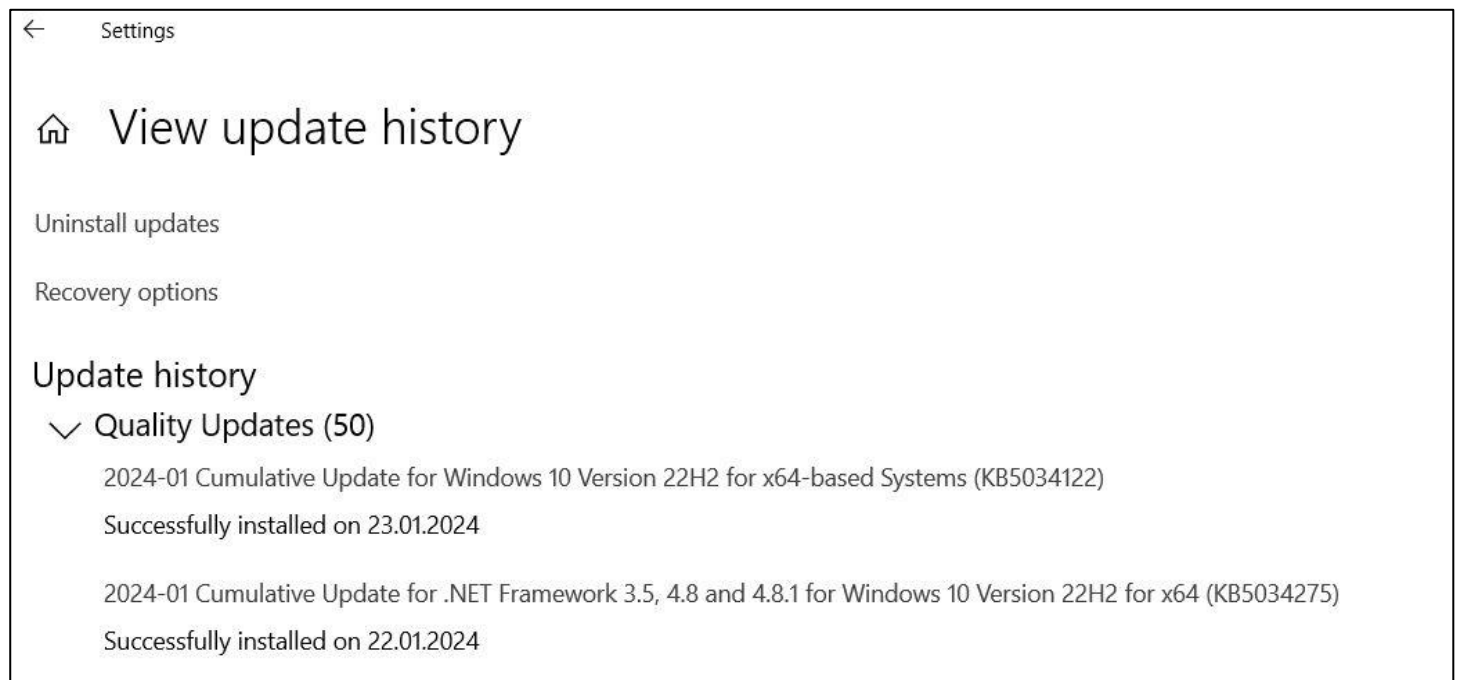 Settings
View update history
Uninstall updates
Recovery options
Update history
Quality Updates (50)
2024-01 Cumulative Update for Windows 10 Version 22H2 for x64-based Systems (KB5034122)
Successfully installed on 23.01.2024
2024-01 Cumulative Update for .NET Framework 3.5, 4.8 and 4.8.1 for Windows 10 Version 22H2 for x64 (KB5034275)
Successfully installed on 22.01.2024